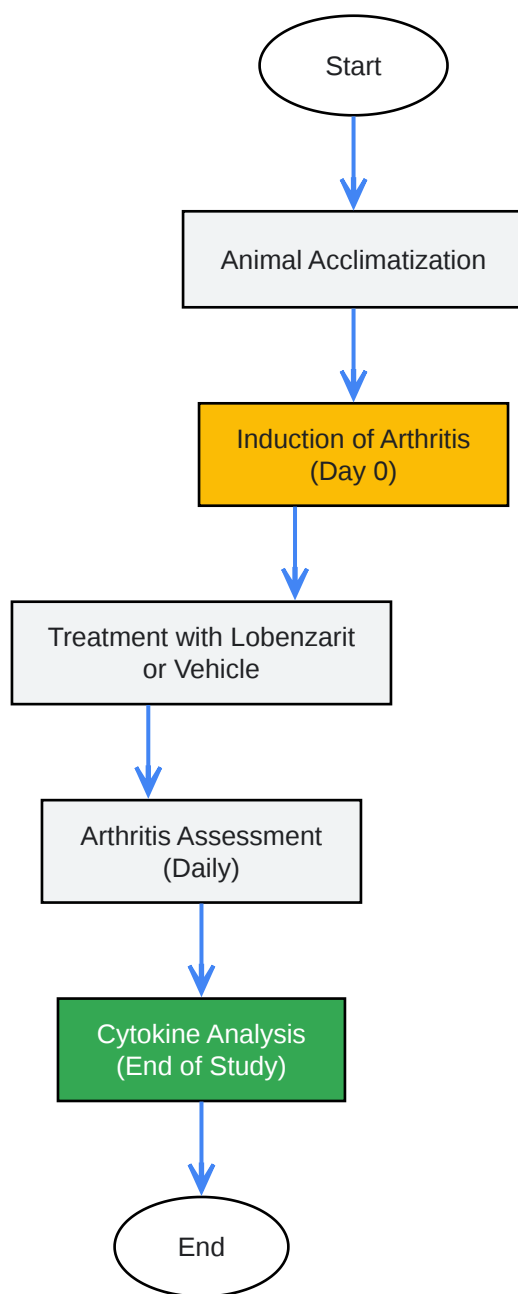 Start
Animal Acclimatization
Induction of Arthritis
(Day 0)
Treatment with Lobenzarit
or Vehicle
Arthritis Assessment
(Daily)
Cytokine Analysis
(End of Study)
End